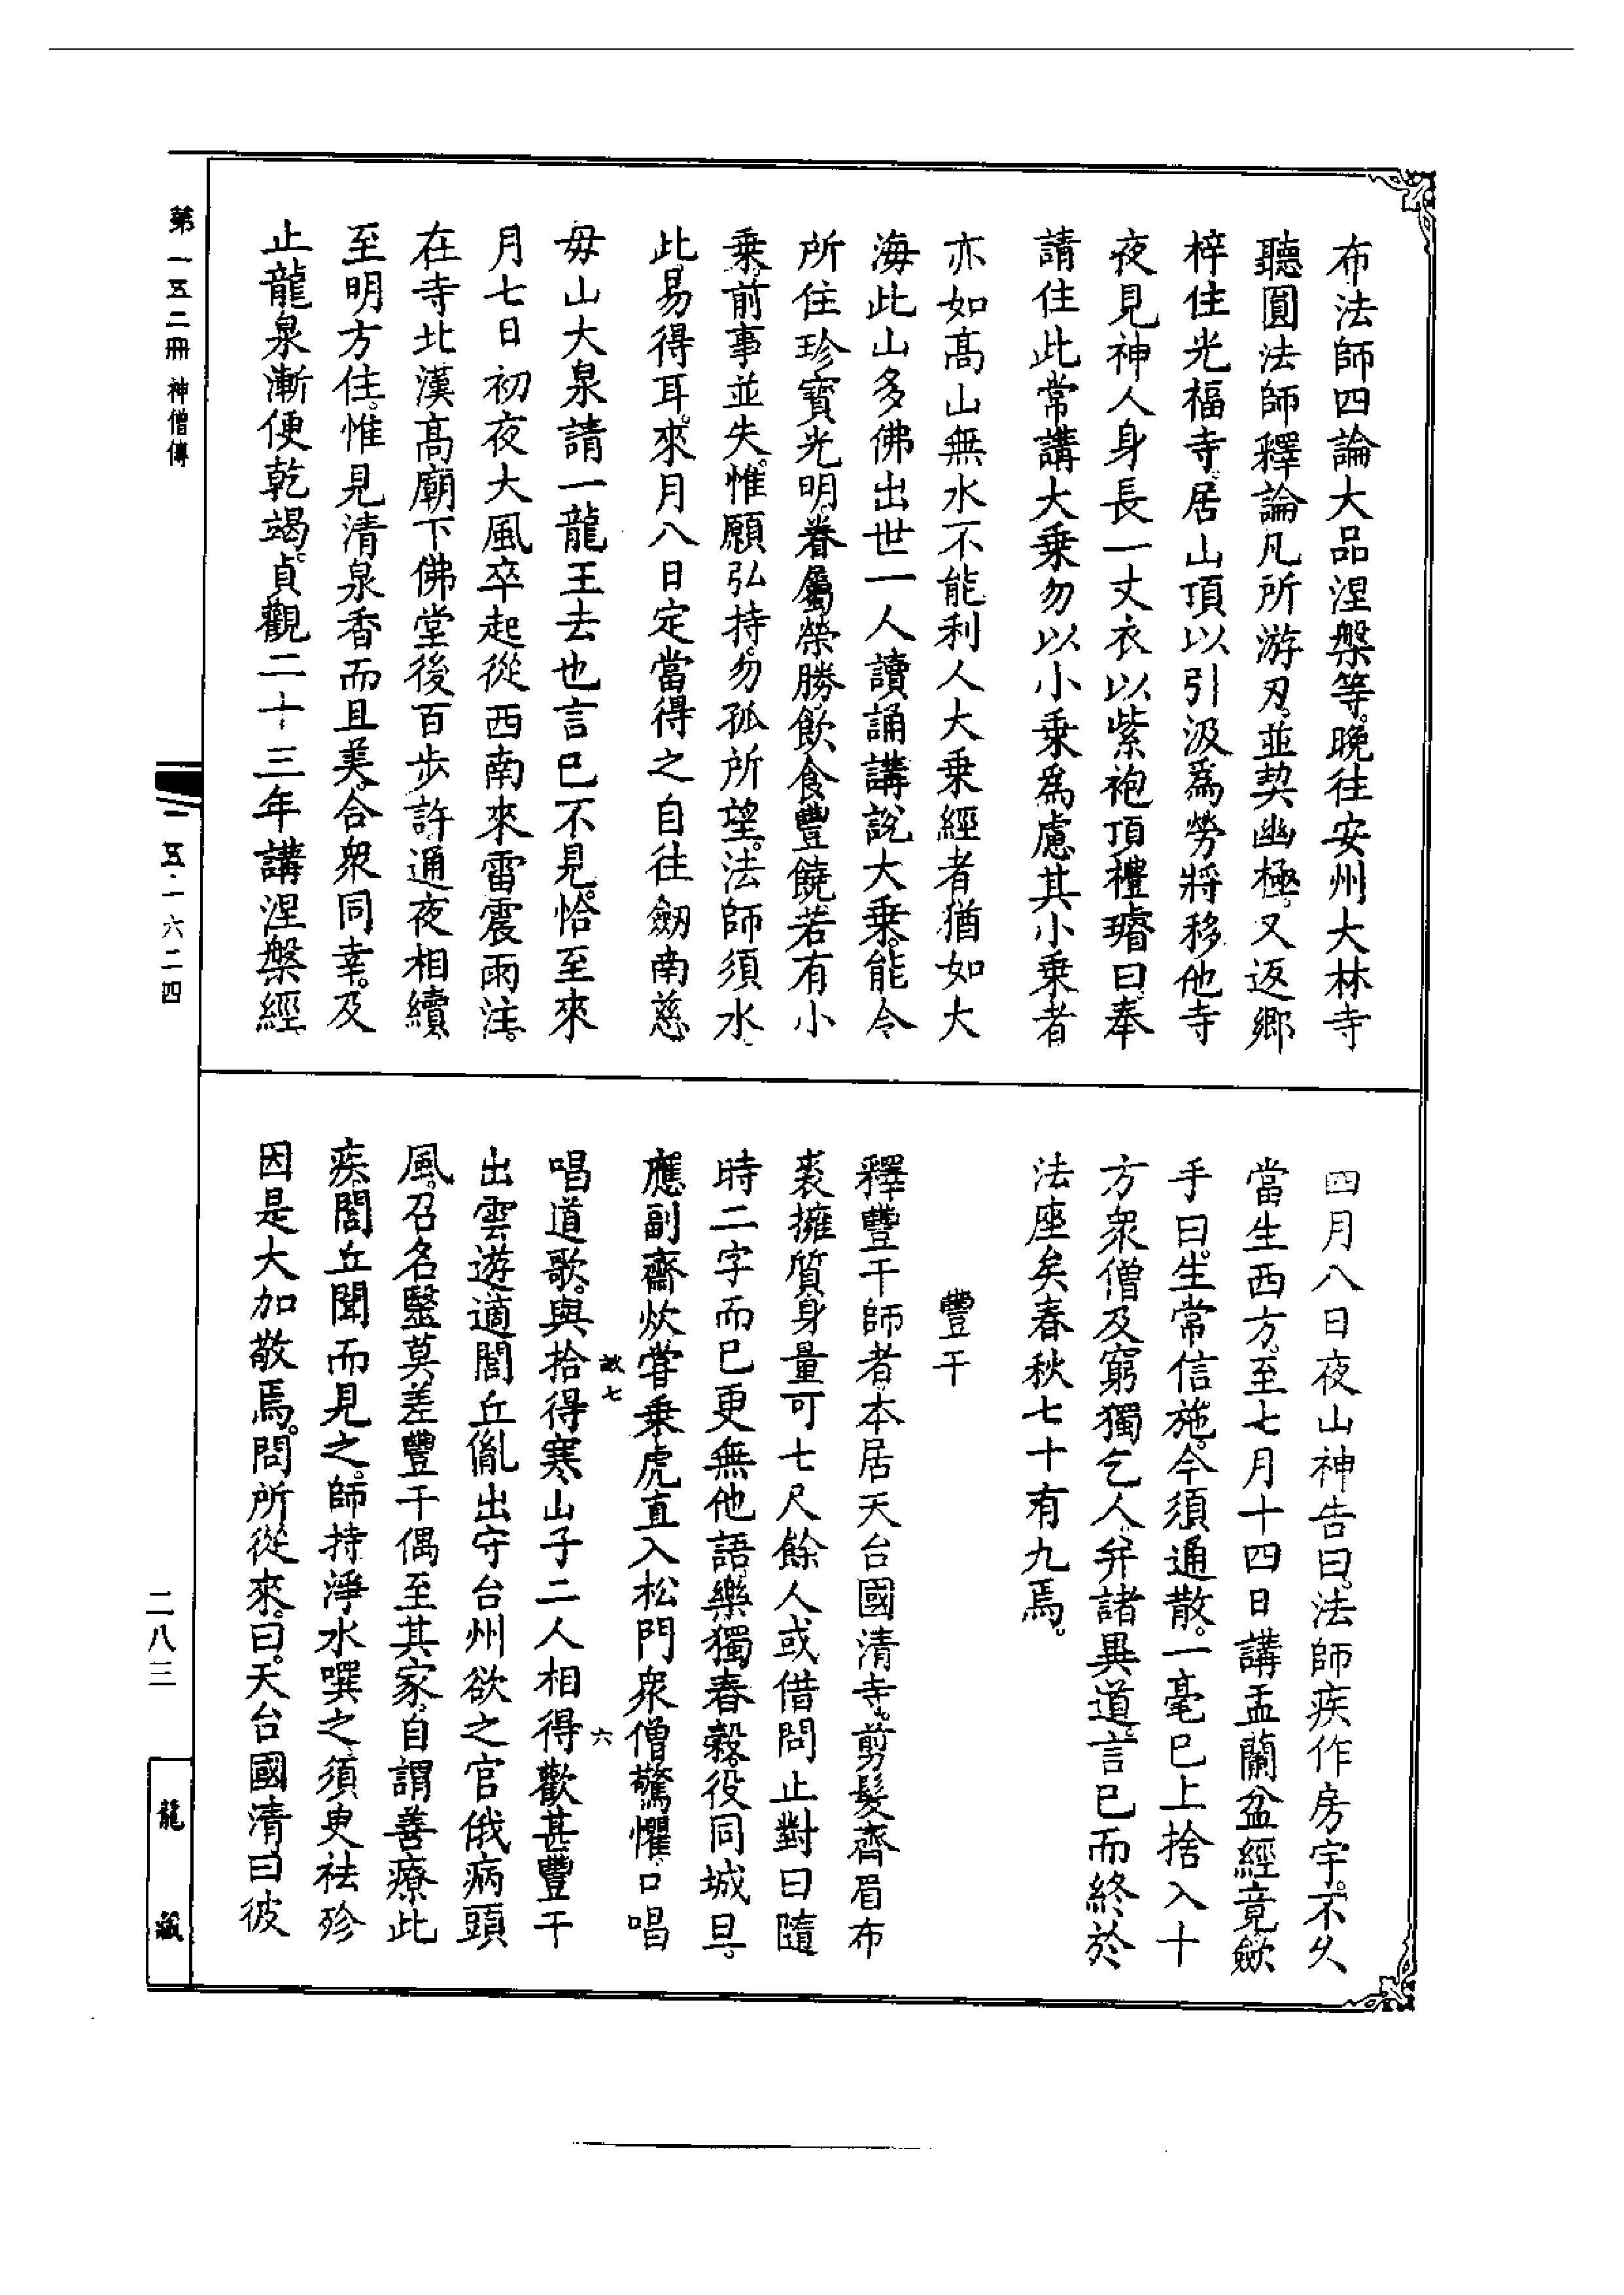 布法師四論大品涅槃等。晚往安州大林寺
聽圓法師釋論凡所游刃。並契幽極。又返鄉
梓住光福寺。居山頂以引汲為勞將移他寺
夜見神人身長一丈衣以紫袍頂禮璿曰。奉
請住此常講大乘勿以小乘為慮其小乘者
亦如高山無水不能利人大乘經者猶如大
海此山多佛出世一人讀誦講說大乘。能令
所住珍寶光明。眷屬榮勝。飲食豐饒。若有小
乘。前事並失。惟願弘持。勿孤所望。法師須水
此。易得耳。來月八日定當得之自往劒南慈
毋山大泉請一龍王去也言已不見。恰至來
月七日初夜大風卒起從西南來雷震雨注。
在寺北漢高廟下佛堂後百步許。通夜相續
至明方住。惟見清泉香而且美。合衆同幸。及
止龍泉漸便乾竭。貞觀二十三年講涅槃經
四月八日夜山神告曰。法師疾作房宇。不久
當生西方。至七月十四日講盂蘭盆經竟。歛
手曰。生常信施。今須通散。一毫已上捨入十
方衆僧及窮獨乞人。并諸異道。言已而終於
法座矣春秋七十有九焉。
豐干
釋豐干師者。本居天台國清寺。剪髮齊眉布
裘擁質身量可七尺餘人或借問止對曰隨
時二字而已更無他語。樂獨舂穀。役同城旦。
應副齋炊嘗乘虎直入松門衆僧驚懼。口唱
唱道歌。與拾得寒山子二人相得歡甚豐干
出雲遊適閭丘胤出守台州欲之官俄病頭
風。召名醫莫差豐干偶至其家。自謂善療此
疾。閭丘聞而見之。師持淨水噀之。須臾祛殄
因是大加敬焉。問所從來。曰。天台國清。曰彼
七
六
第一五二冊 神僧傳
一五·一六二四
二八三
龍藏